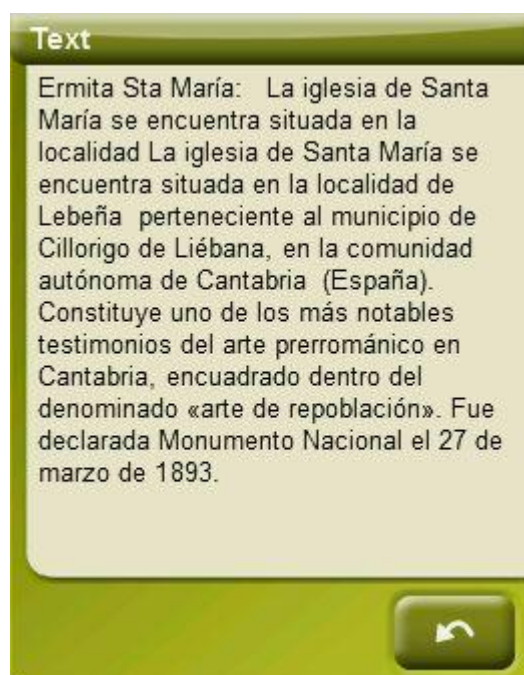 Text
Ermita Sta María:   La iglesia de Santa
María se encuentra situada en la
localidad La iglesia de Santa María se
encuentra situada en la localidad de
Lebeña  perteneciente al municipio de
Cillorigo de Liébana, en la comunidad
autónoma de Cantabria  (España).
Constituye uno de los más notables
testimonios del arte prerrománico en
Cantabria, encuadrado dentro del
denominado «arte de repoblación». Fue
declarada Monumento Nacional el 27 de
marzo de 1893.